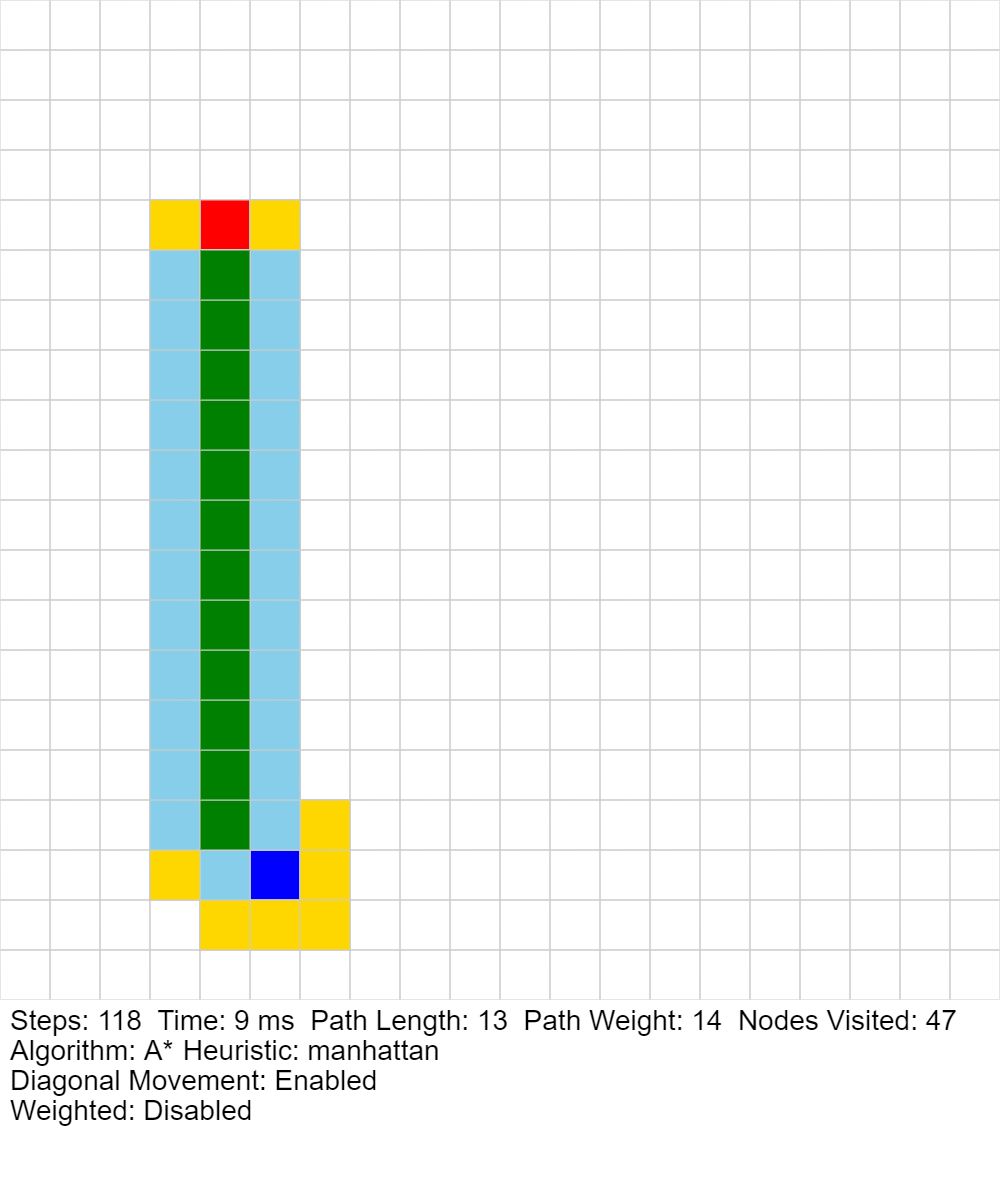 Steps: 118  Time: 9 ms  Path Length: 13  Path Weight: 14  Nodes Visited: 47
Algorithm: A* Heuristic: manhattan
Diagonal Movement: Enabled
Weighted: Disabled